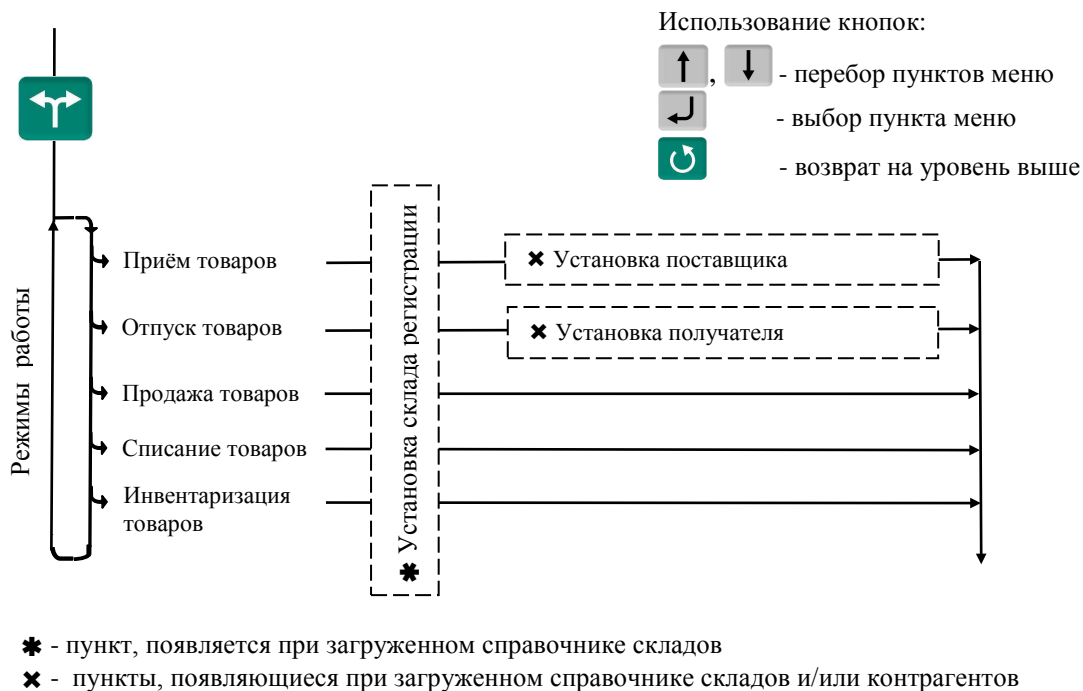 Использование кнопок:
, - перебор пунктов меню
- выбор пункта меню
- возврат на уровень выше
Режимы работы
Приём товаров
Отпуск товаров
Продажа товаров
Списание товаров
Инвентаризация
товаров
✱ Установка склада регистрации
✖ Установка поставщика
✖ Установка получателя
✱ - пункт, появляется при загруженном справочнике складов
✖ - пункты, появляющиеся при загруженном справочнике складов и/или контрагентов